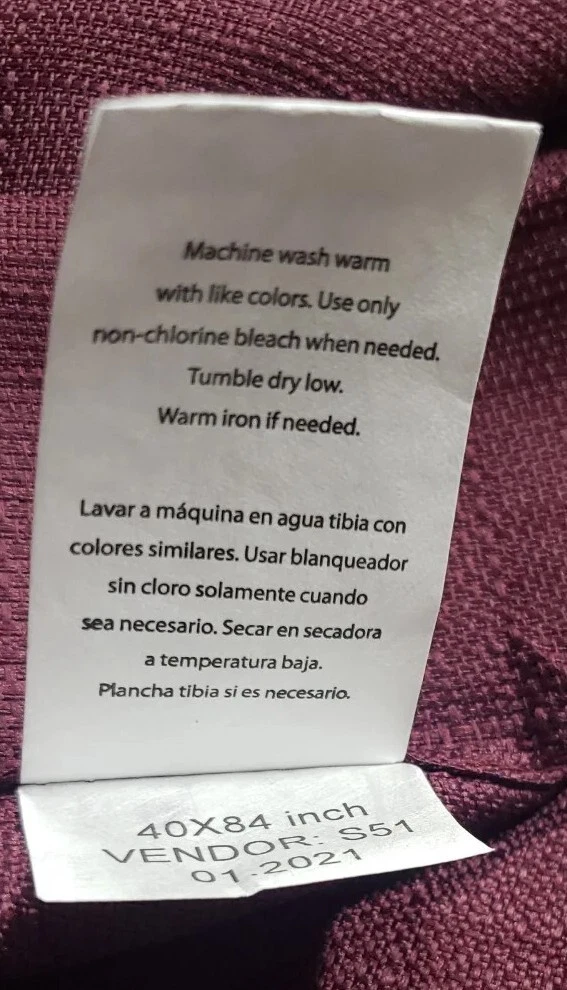 Machine wash warm
with like colors. Use only
non-chlorine bleach when needed.
Tumble dry low.
Warm iron if needed.
Lavar a máquina en agua tibia con
colores similares. Usar blanqueador
sin cloro solamente cuando
sea necesario. Secar en secadora
a temperatura baja.
Plancha tibia si es necesario.
40X84 inch
VENDOR: S51
01-2021